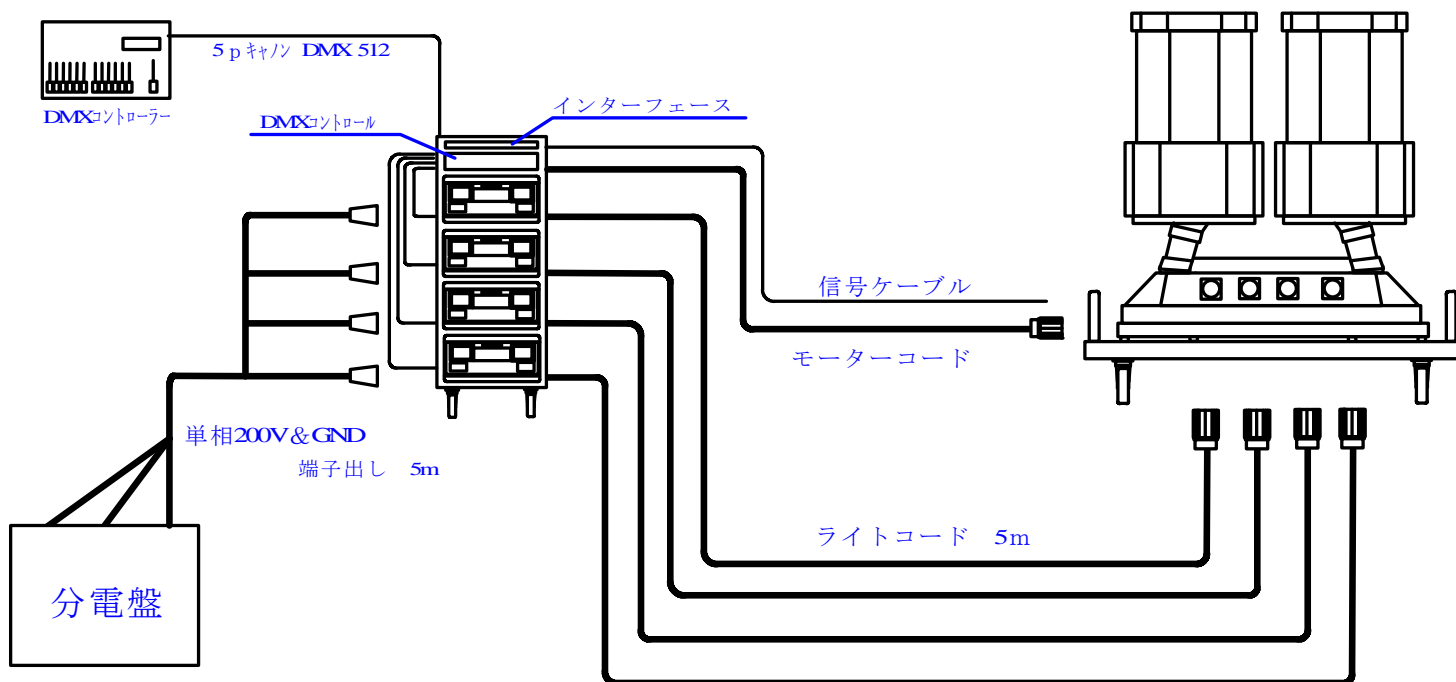 5pキャノン DMX 512
DMXコントローラー
DMXコントロール
インターフェース
信号ケーブル
モーターコード
単相200V&GND
端子出し 5m
ライトコード 5m
分電盤